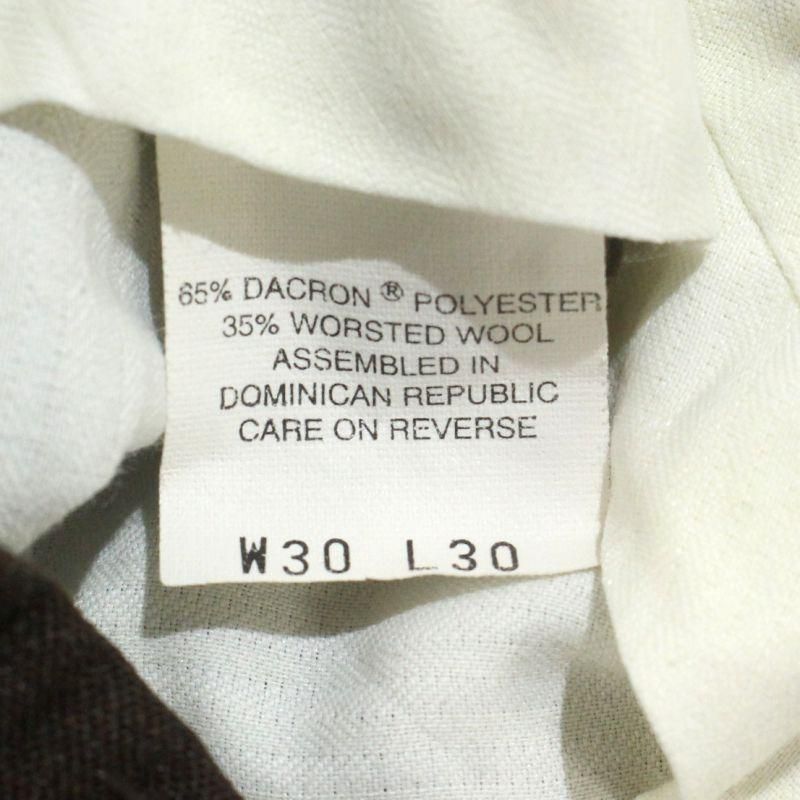 65% DACRON® POLYESTER
35% WORSTED WOOL
ASSEMBLED IN
DOMINICAN REPUBLIC
CARE ON REVERSE
W30 L30